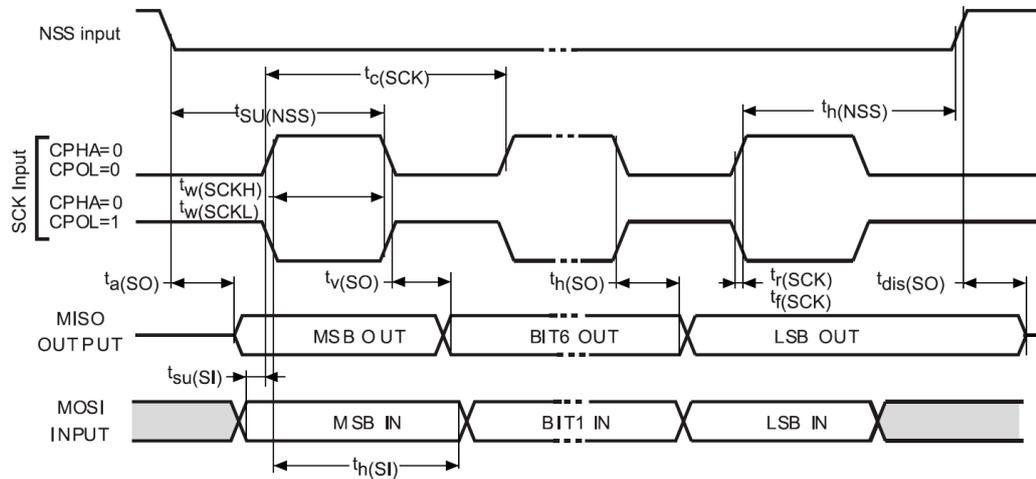 NSS input
tc(SCK)
tSU(NSS)
th(NSS)
SCK Input
CPHA=0
CPOL=0
tw(SCKH)
CPHA=0
tw(SCKL)
CPOL=1
ta(SO)
tv(SO)
th(SO)
tr(SCK)
tf(SCK)
tdis(SO)
MISO
OUTPUT
MSB OUT
BIT6 OUT
LSB OUT
tsu(SI)
MOSI
INPUT
MSB IN
BIT1 IN
LSB IN
th(SI)